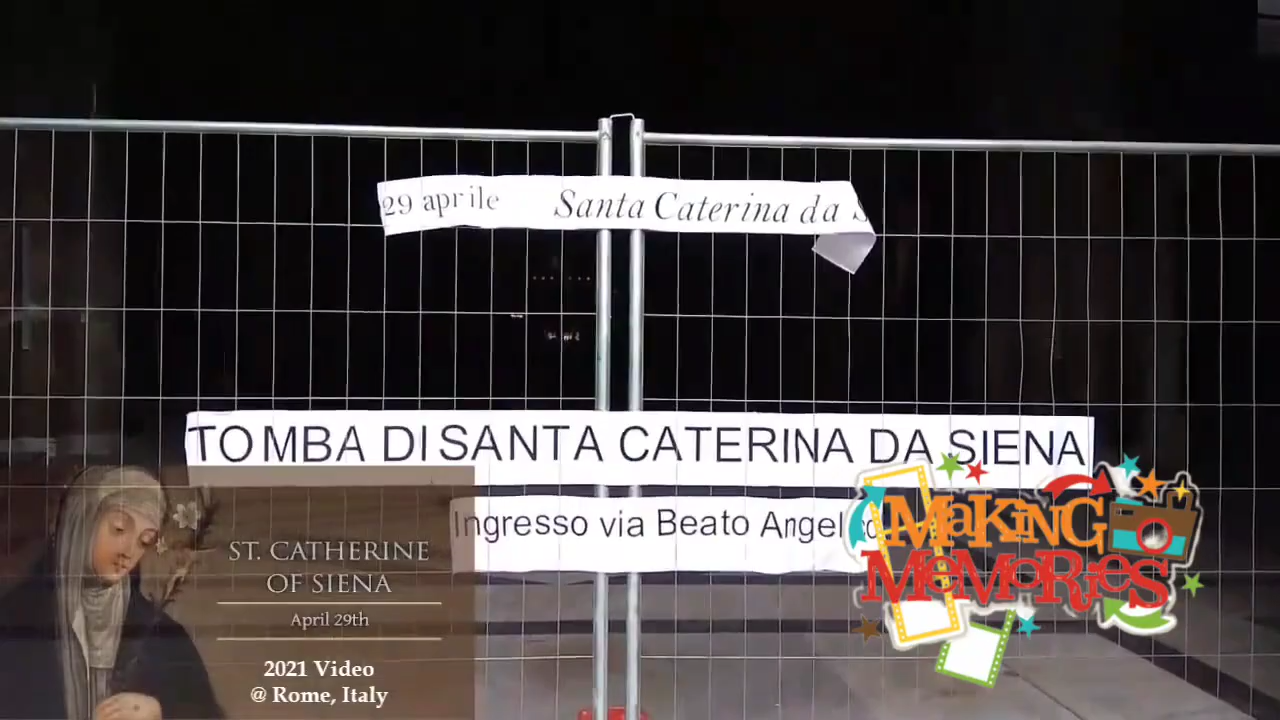 29 aprile Santa Caterina da
TOMBA DI SANTA CATERINA DA SIENA
Ingresso via Beato
MaKiNG
MeMoRieS
ST. CATHERINE
OF SIENA
April 29th
2021 Video
@ Rome, Italy